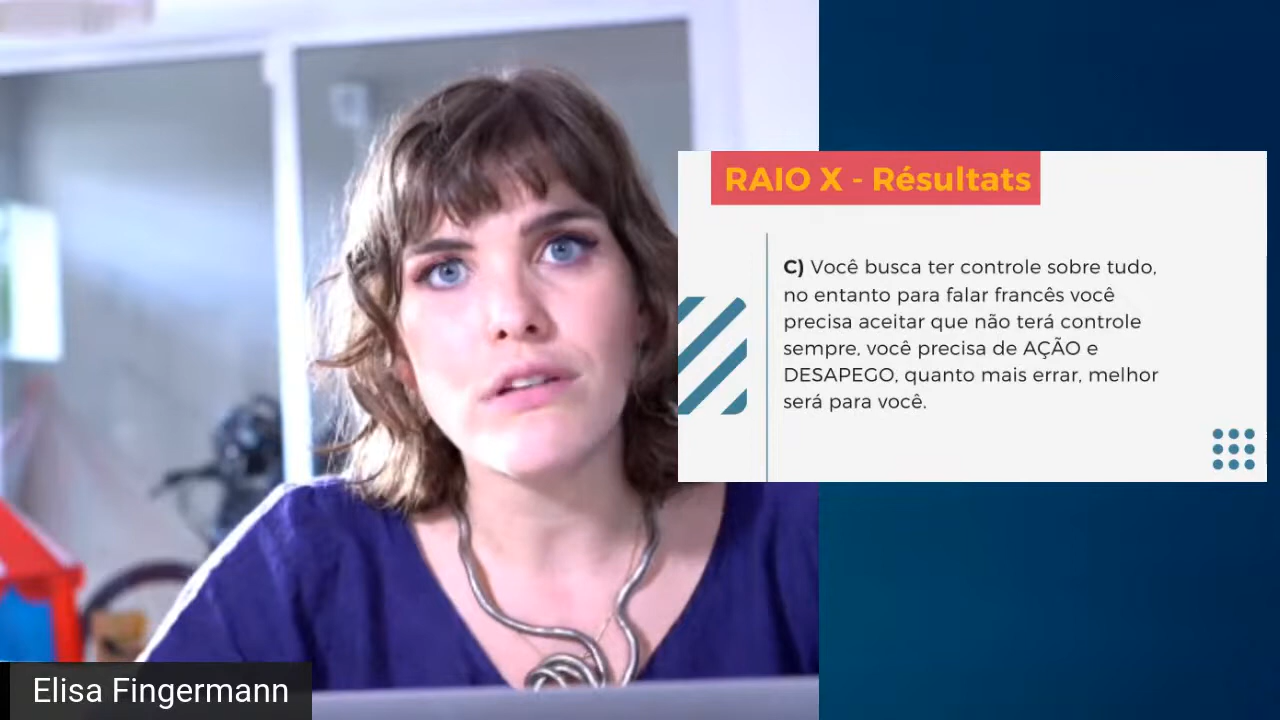 RAIO X - Résultats
C) Você busca ter controle sobre tudo,
no entanto para falar francês você
precisa aceitar que não terá controle
sempre, você precisa de AÇÃO e
DESAPEGO, quanto mais errar, melhor
será para você.
Elisa Fingermann